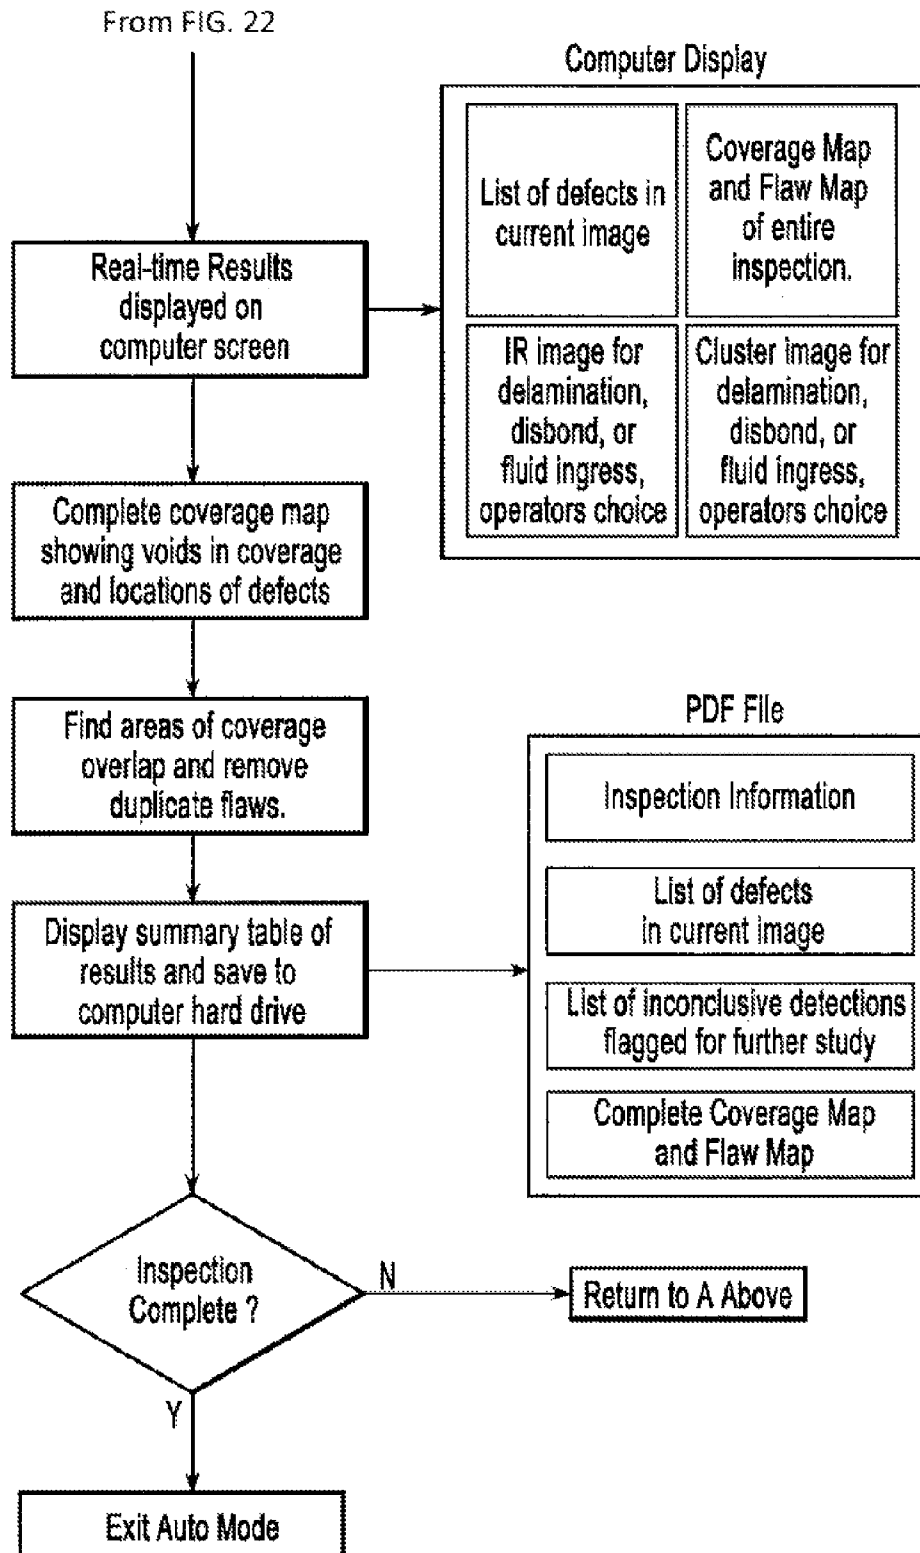 From FIG. 22
Computer Display
List of defects in
current image
Coverage Map
and Flaw Map
of entire
inspection.
Real-time Results
displayed on
computer screen
IR image for
delamination,
disbond, or
fluid ingress,
operators choice
Cluster image for
delamination,
disbond, or
fluid ingress,
operators choice
Complete coverage map
showing voids in coverage
and locations of defects
Find areas of coverage
overlap and remove
duplicate flaws.
PDF File
Inspection Information
List of defects
in current image
List of inconclusive detections
flagged for further study
Complete Coverage Map
and Flaw Map
Display summary table of
results and save to
computer hard drive
Inspection
Complete ?
N
Return to A Above
Y
Exit Auto Mode